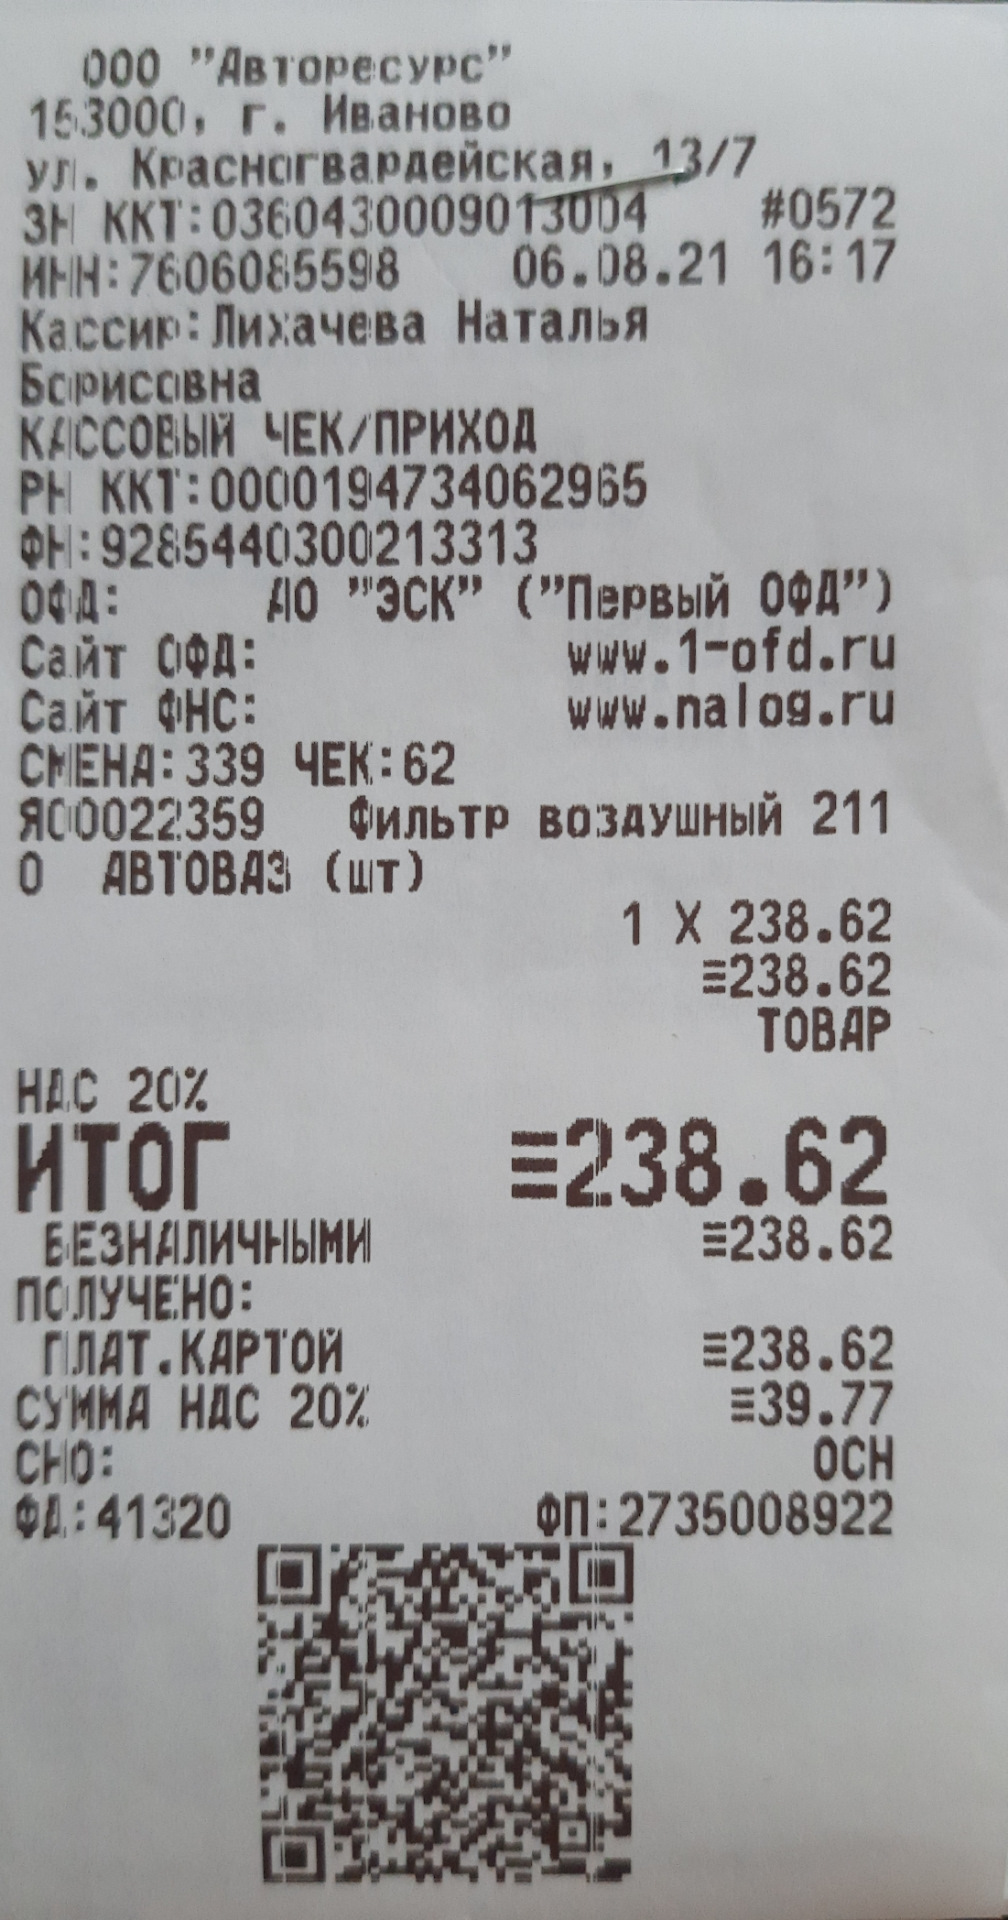 ООО "Авторесурс"
153000, г. Иваново
ул. Красногвардейская, 13/7
ЗН ККТ:0360430009013004 #0572
ИНН:7606085598 06.08.21 16:17
Кассир:Лихачева Наталья
Борисовна
КАССОВЫЙ ЧЕК/ПРИХОД
РН ККТ:0000194734062965
ФН:9285440300213313
ОФД: АО "ЭСК" ("Первый ОФД")
Сайт ОФД: www.1-ofd.ru
Сайт ФНС: www.nalog.ru
СМЕНА:339 ЧЕК:62
Я00022359 Фильтр воздушный 211
0 АВТОВАЗ (шт)
1 X 238.62
≡238.62
ТОВАР
НДС 20%
ИТОГ ≡238.62
БЕЗНАЛИЧНЫМИ ≡238.62
ПОЛУЧЕНО:
ПЛАТ.КАРТОЙ ≡238.62
СУММА НДС 20% ≡39.77
СНО: ОСН
ФД:41320 ФП:2735008922